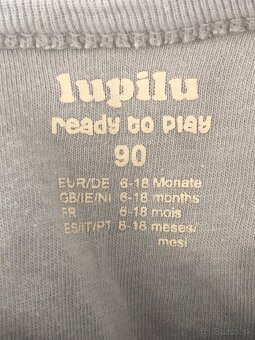 lupilu
ready to play
90
EUR/DE 6-18 Monate
GB/IE/NI 6-18 months
FR 6-18 mois
ES/IT/PT 6-18 meses/
mesi